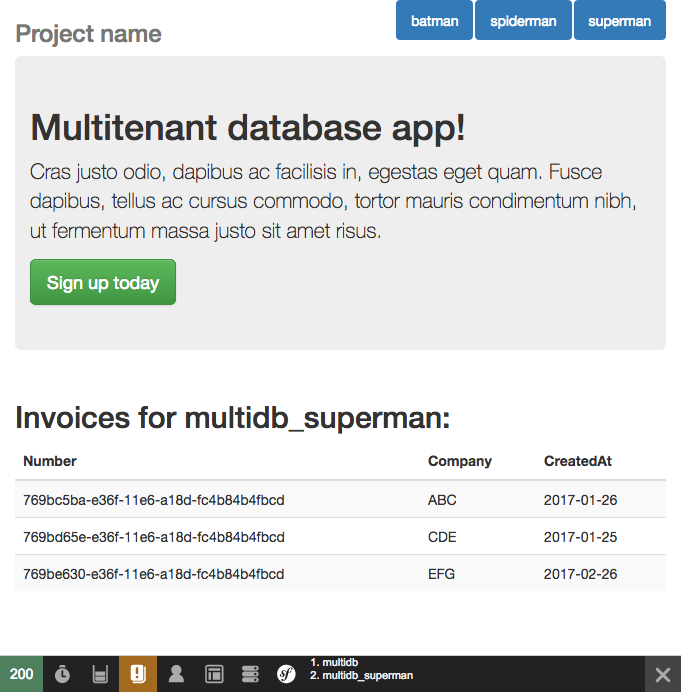 Project name
batman
spiderman
superman
Multitenant database app!
Cras justo odio, dapibus ac facilisis in, egestas eget quam. Fusce
dapibus, tellus ac cursus commodo, tortor mauris condimentum nibh,
ut fermentum massa justo sit amet risus.
Sign up today
Invoices for multidb_superman:
Number Company CreatedAt
769bc5ba-e36f-11e6-a18d-fc4b84b4fbcd ABC 2017-01-26
769bd65e-e36f-11e6-a18d-fc4b84b4fbcd CDE 2017-01-25
769be630-e36f-11e6-a18d-fc4b84b4fbcd EFG 2017-02-26
200
sf
1. multidb
2. multidb_superman